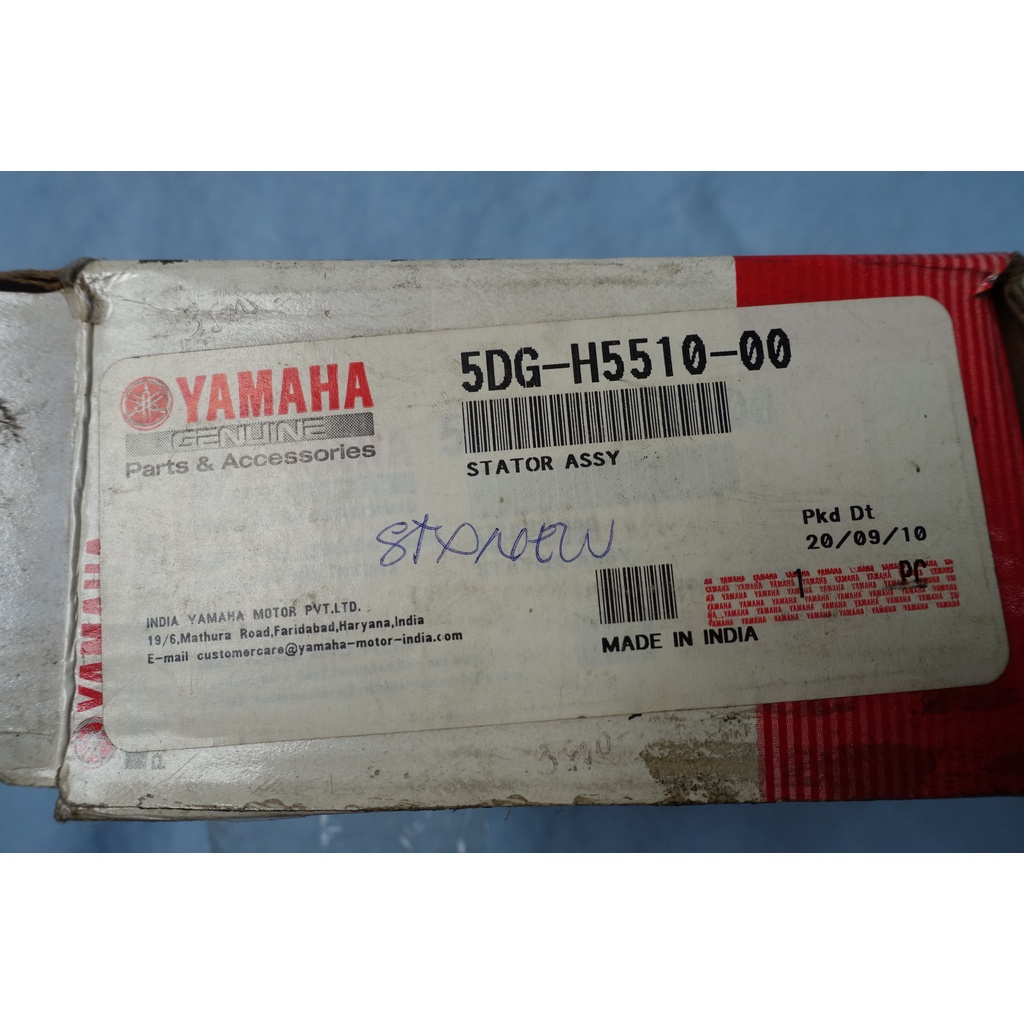 YAMAHA
GENUINE
Parts & Accessories
5DG-H5510-00
STATOR ASSY
Pkd Dt
20/09/10
1 PC
MADE IN INDIA
INDIA YAMAHA MOTOR PVT.LTD.
19/6,Mathura Road,Faridabad,Haryana,India
E-mail customercare@yamaha-motor-india.com
YAMAHA